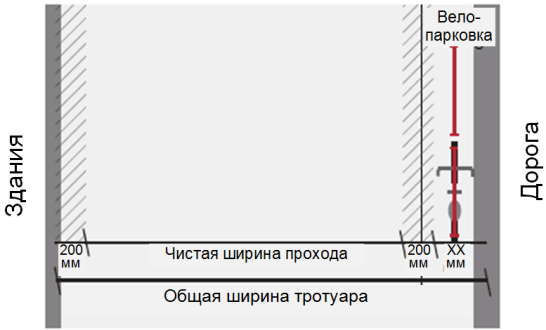 Вело-
парковка
Здания
Дорога
200
мм
Чистая ширина прохода
200
мм
XX
мм
Общая ширина тротуара